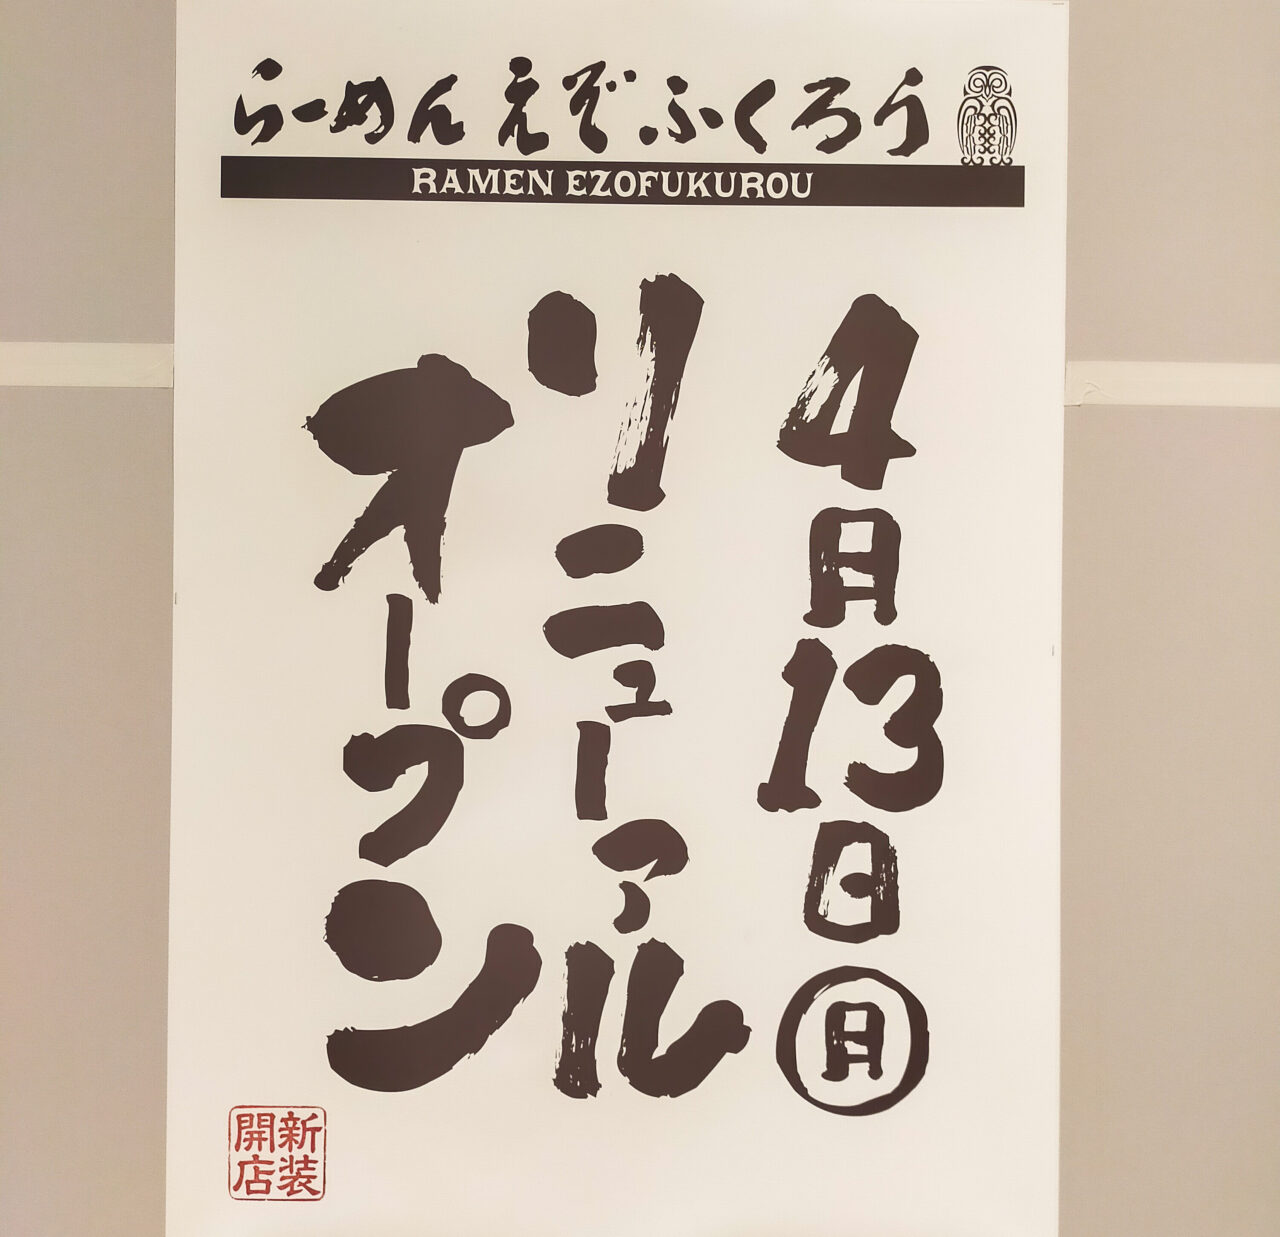 らーめん えぞふくろう
RAMEN EZOFUKUROU
4月13日㊊
リニューアル
オープン
新装
開店